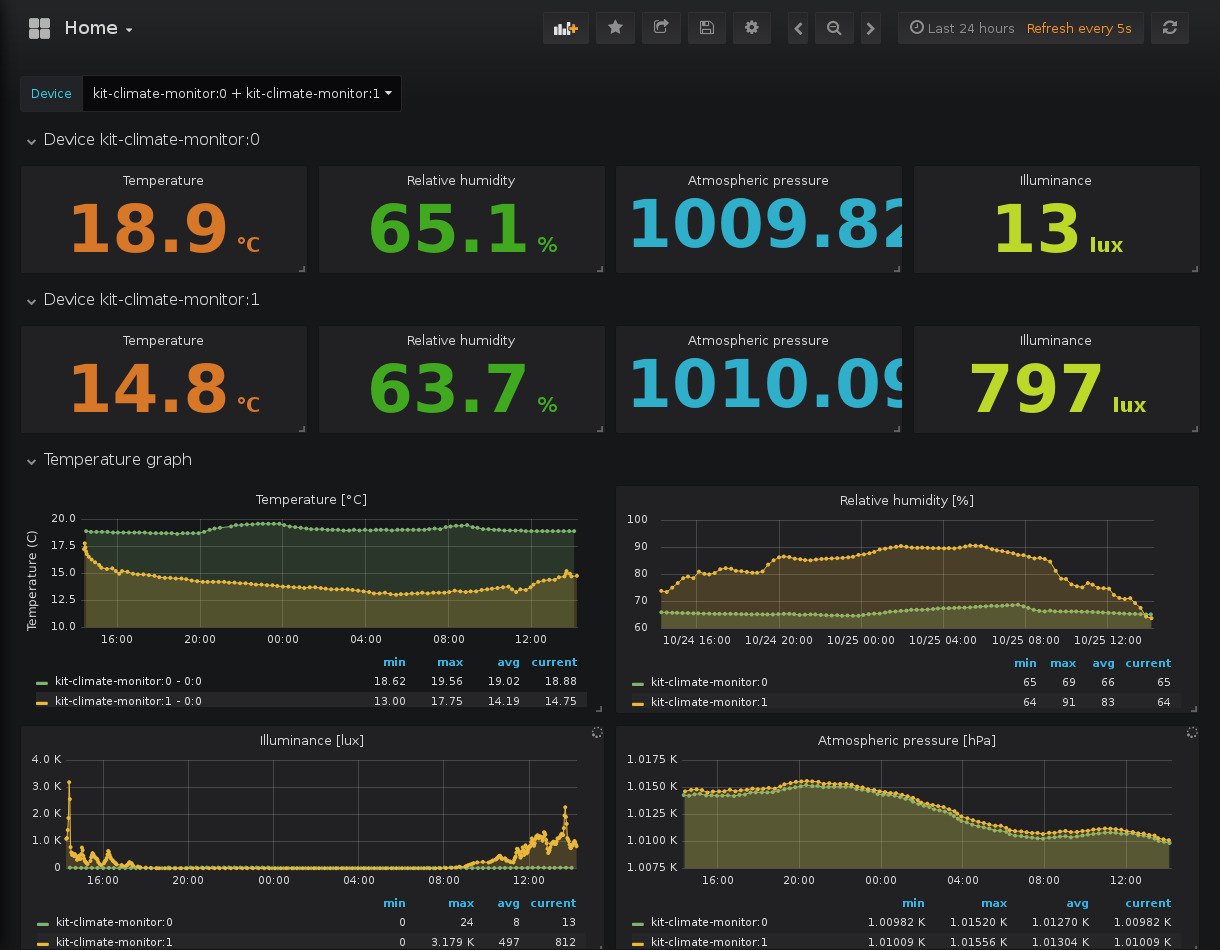 Home
Last 24 hours Refresh every 5s
Device kit-climate-monitor:0 + kit-climate-monitor:1
Device kit-climate-monitor:0
Temperature Relative humidity Atmospheric pressure Illuminance
18.9 °C 65.1 % 1009.82 13 lux
Device kit-climate-monitor:1
Temperature Relative humidity Atmospheric pressure Illuminance
14.8 °C 63.7 % 1010.09 797 lux
Temperature graph
Temperature [°C]
Temperature (C)
20.0
17.5
15.0
12.5
10.0
16:00 20:00 00:00 04:00 08:00 12:00
min max avg current
kit-climate-monitor:0 - 0:0 18.62 19.56 19.02 18.88
kit-climate-monitor:1 - 0:0 13.00 17.75 14.19 14.75
Relative humidity [%]
100
90
80
70
60
10/24 16:00 10/24 20:00 10/25 00:00 10/25 04:00 10/25 08:00 10/25 12:00
min max avg current
kit-climate-monitor:0 65 69 66 65
kit-climate-monitor:1 64 91 83 64
Illuminance [lux]
4.0 K
3.0 K
2.0 K
1.0 K
0
16:00 20:00 00:00 04:00 08:00 12:00
min max avg current
kit-climate-monitor:0 0 24 8 13
kit-climate-monitor:1 0 3.179 K 497 812
Atmospheric pressure [hPa]
1.0175 K
1.0150 K
1.0125 K
1.0100 K
1.0075 K
16:00 20:00 00:00 04:00 08:00 12:00
min max avg current
kit-climate-monitor:0 1.00982 K 1.01520 K 1.01270 K 1.00982 K
kit-climate-monitor:1 1.01009 K 1.01556 K 1.01304 K 1.01009 K